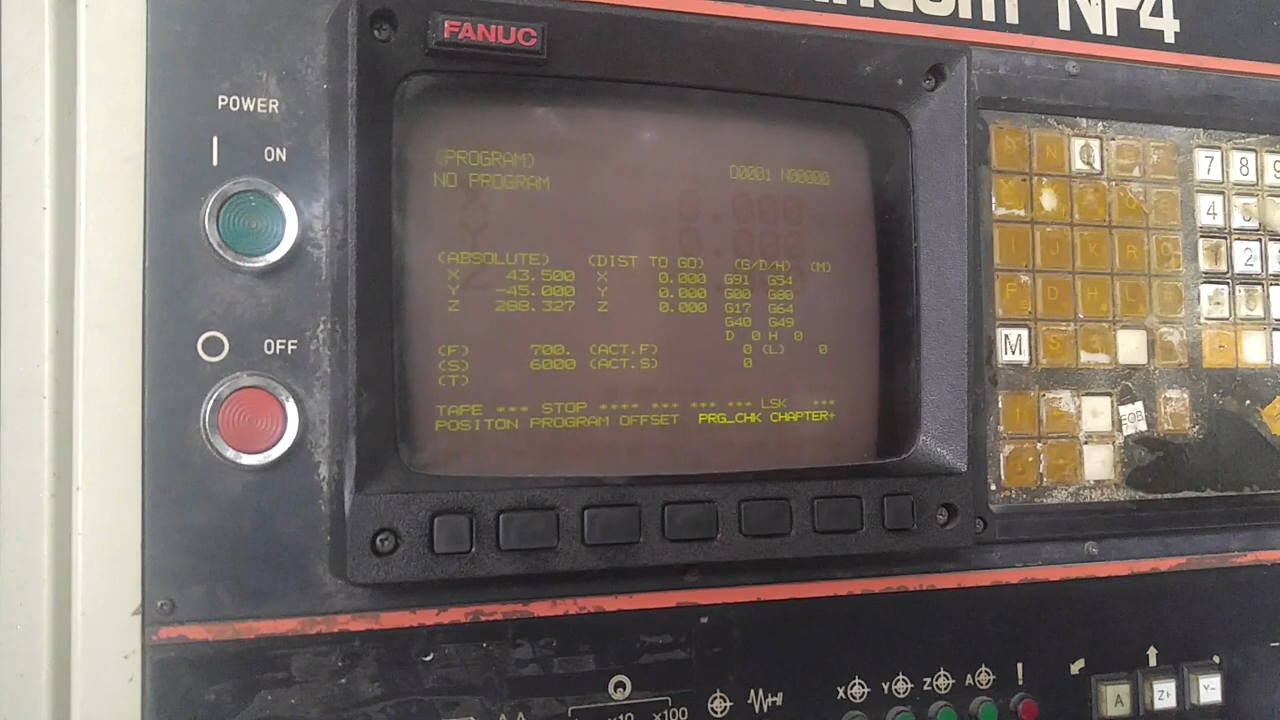 NF4
FANUC
POWER
ON
OFF
(PROGRAM)
O0001 N00000
NO PROGRAM
(ABSOLUTE) (DIST TO GO) (G/D/H) (M)
X 43.500 X 0.000 G91 G54
Y -45.000 Y 0.000 G00 G80
Z 288.327 Z 0.000 G17 G64
G40 G49
D 0 H 0
(F) 700. (ACT.F) 0 (L) 0
(S) 6000 (ACT.S) 0
(T)
TAPE *** STOP **** *** *** *** LSK ***
POSITON PROGRAM OFFSET PRG_CHK CHAPTER+
7 8 9
4
1 2 3
I J K R
F D H L
M S
EOB
X Y Z A !
x10 x100
A Z+ Y-